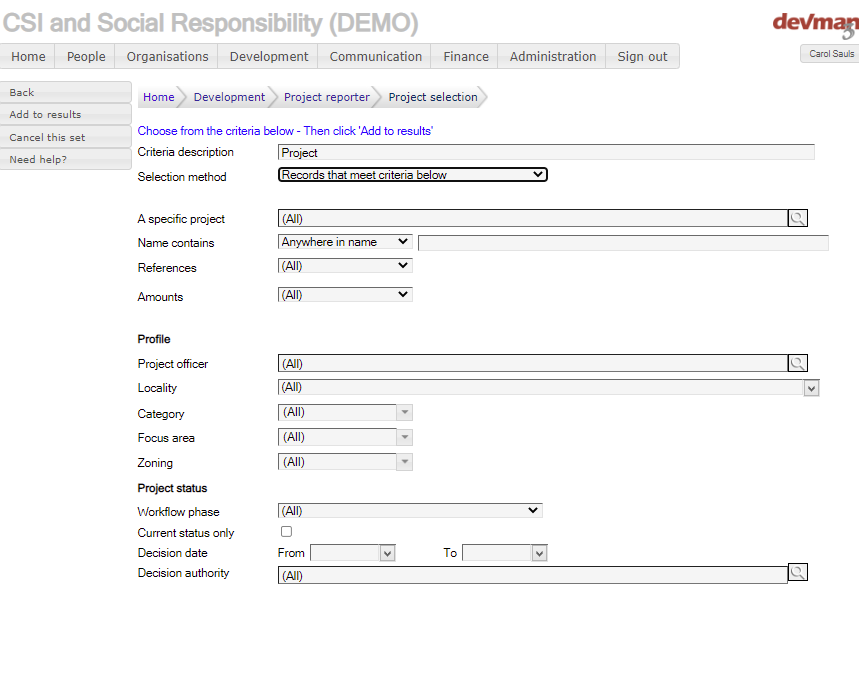 CSI and Social Responsibility (DEMO)
devman
3
Home People Organisations Development Communication Finance Administration Sign out
Carol Sauls
Back
Add to results
Cancel this set
Need help?
Home Development Project reporter Project selection
Choose from the criteria below - Then click 'Add to results'
Criteria description Project
Selection method Records that meet criteria below
A specific project (All)
Name contains Anywhere in name
References (All)
Amounts (All)
Profile
Project officer (All)
Locality (All)
Category (All)
Focus area (All)
Zoning (All)
Project status
Workflow phase (All)
Current status only
Decision date From To
Decision authority (All)